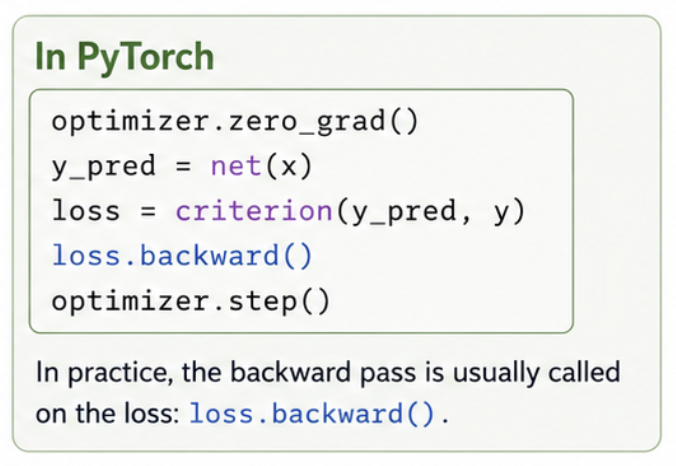 In PyTorch
optimizer.zero_grad()
y_pred = net(x)
loss = criterion(y_pred, y)
loss.backward()
optimizer.step()
In practice, the backward pass is usually called
on the loss: loss.backward().